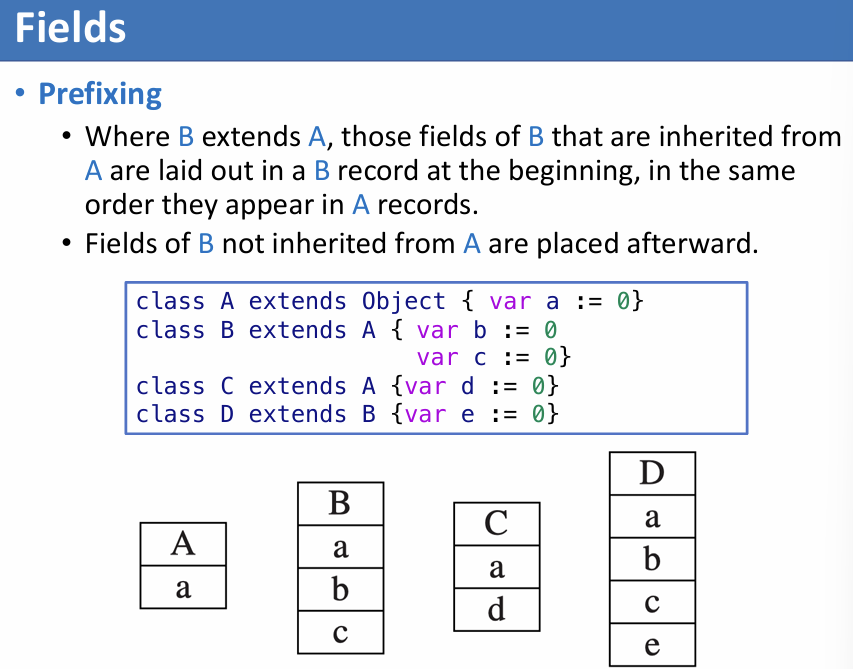 Fields
• Prefixing
• Where B extends A, those fields of B that are inherited from
A are laid out in a B record at the beginning, in the same
order they appear in A records.
• Fields of B not inherited from A are placed afterward.
class A extends Object { var a := 0}
class B extends A { var b := 0
var c := 0}
class C extends A {var d := 0}
class D extends B {var e := 0}
A
a
B
a
b
c
C
a
d
D
a
b
c
e